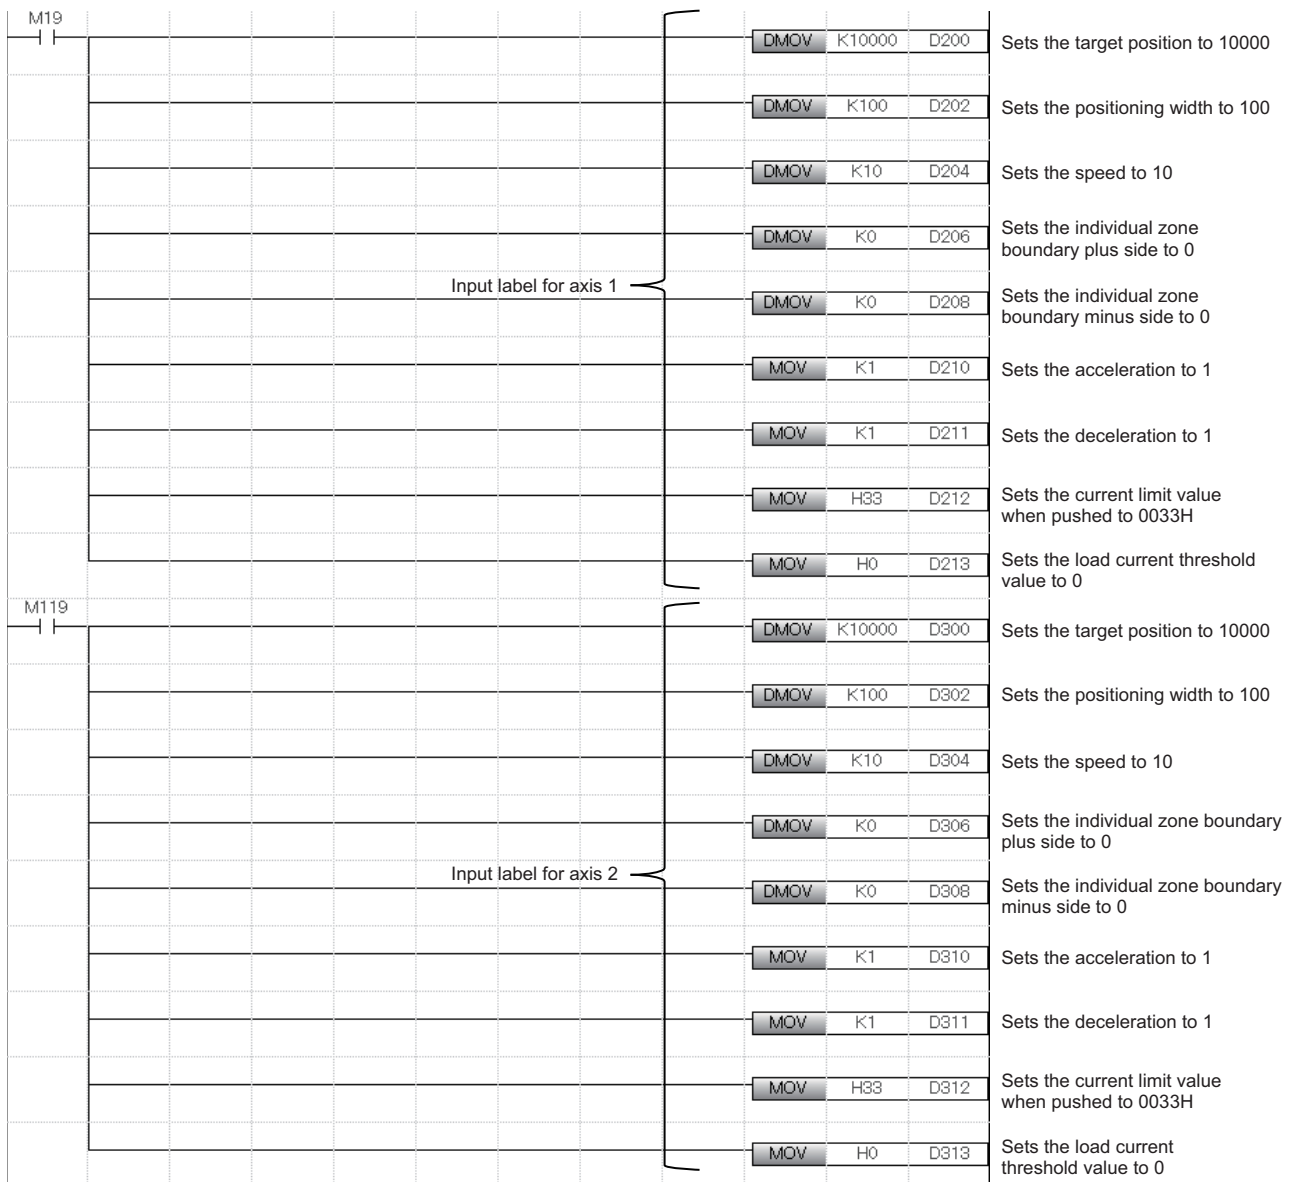 M19
DMOV K10000 D200 Sets the target position to 10000
DMOV K100 D202 Sets the positioning width to 100
DMOV K10 D204 Sets the speed to 10
DMOV K0 D206 Sets the individual zone
boundary plus side to 0
Input label for axis 1
DMOV K0 D208 Sets the individual zone
boundary minus side to 0
MOV K1 D210 Sets the acceleration to 1
MOV K1 D211 Sets the deceleration to 1
MOV H33 D212 Sets the current limit value
when pushed to 0033H
MOV H0 D213 Sets the load current threshold
value to 0
M119
DMOV K10000 D300 Sets the target position to 10000
DMOV K100 D302 Sets the positioning width to 100
DMOV K10 D304 Sets the speed to 10
DMOV K0 D306 Sets the individual zone boundary
plus side to 0
Input label for axis 2
DMOV K0 D308 Sets the individual zone boundary
minus side to 0
MOV K1 D310 Sets the acceleration to 1
MOV K1 D311 Sets the deceleration to 1
MOV H33 D312 Sets the current limit value
when pushed to 0033H
MOV H0 D313 Sets the load current
threshold value to 0